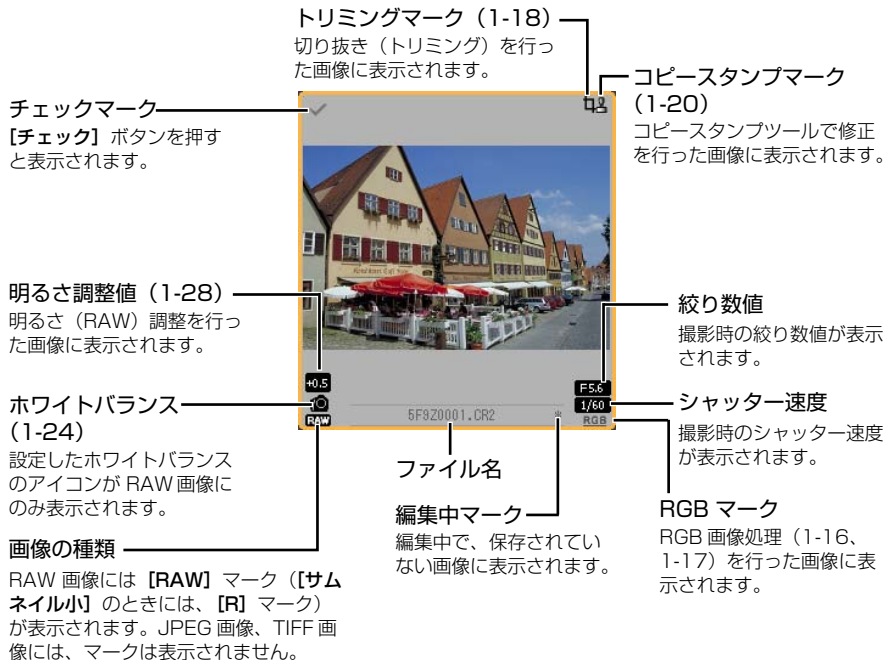 トリミングマーク（1-18）
切り抜き（トリミング）を行っ
た画像に表示されます。
コピースタンプマーク
（1-20）
コピースタンプツールで修正
を行った画像に表示されます。
チェックマーク
［チェック］ボタンを押す
と表示されます。
明るさ調整値（1-28）
明るさ（RAW）調整を行っ
た画像に表示されます。
ホワイトバランス
（1-24）
設定したホワイトバランス
のアイコンが RAW 画像に
のみ表示されます。
画像の種類
RAW 画像には［RAW］マーク（［サム
ネイル小］のときには、［R］マーク）
が表示されます。JPEG 画像、TIFF 画
像には、マークは表示されません。
+0.5
RAW
5F9Z0001.CR2
*
F5.6
1/60
RGB
ファイル名
編集中マーク
編集中で、保存されてい
ない画像に表示されます。
絞り数値
撮影時の絞り数値が表示
されます。
シャッター速度
撮影時のシャッター速度
が表示されます。
RGB マーク
RGB 画像処理（1-16、
1-17）を行った画像に表
示されます。